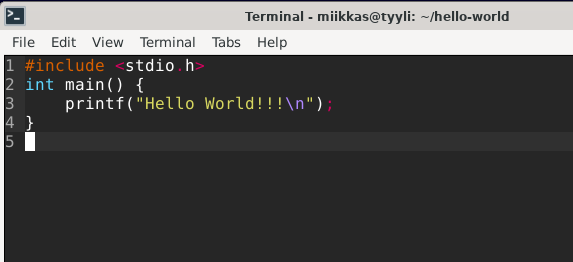 Terminal - miikkas@tyyli: ~/hello-world
File Edit View Terminal Tabs Help
1 #include <stdio.h>
2 int main() {
3     printf("Hello World!!!\n");
4 }
5